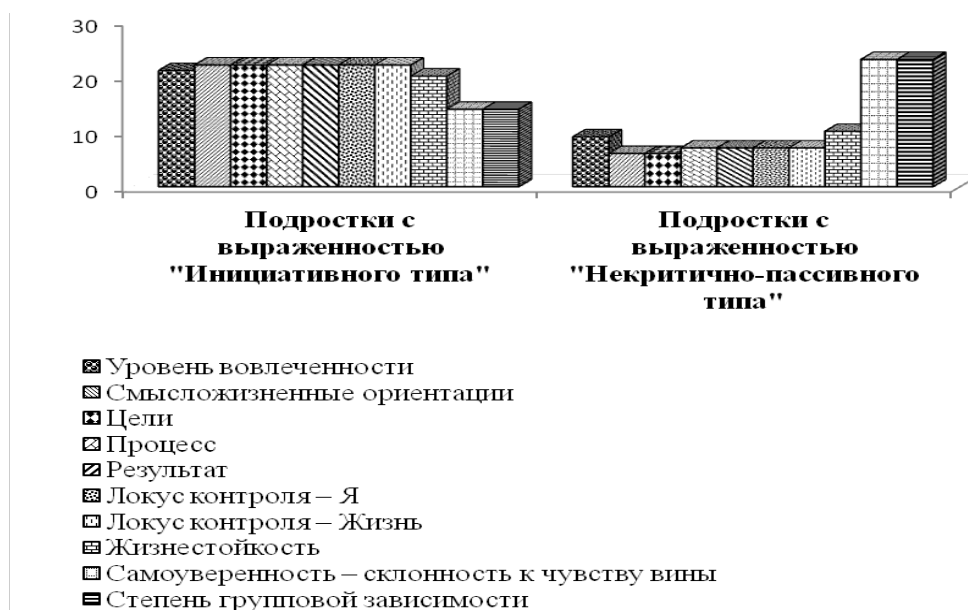 30
20
10
0
Подростки с
выраженностью
"Инициативного типа"
Подростки с
выраженностью
"Некритично-пассивного
типа"
Уровень вовлеченности
Смысложизненные ориентации
Цели
Процесс
Результат
Локус контроля – Я
Локус контроля – Жизнь
Жизнестойкость
Самоуверенность – склонность к чувству вины
Степень групповой зависимости